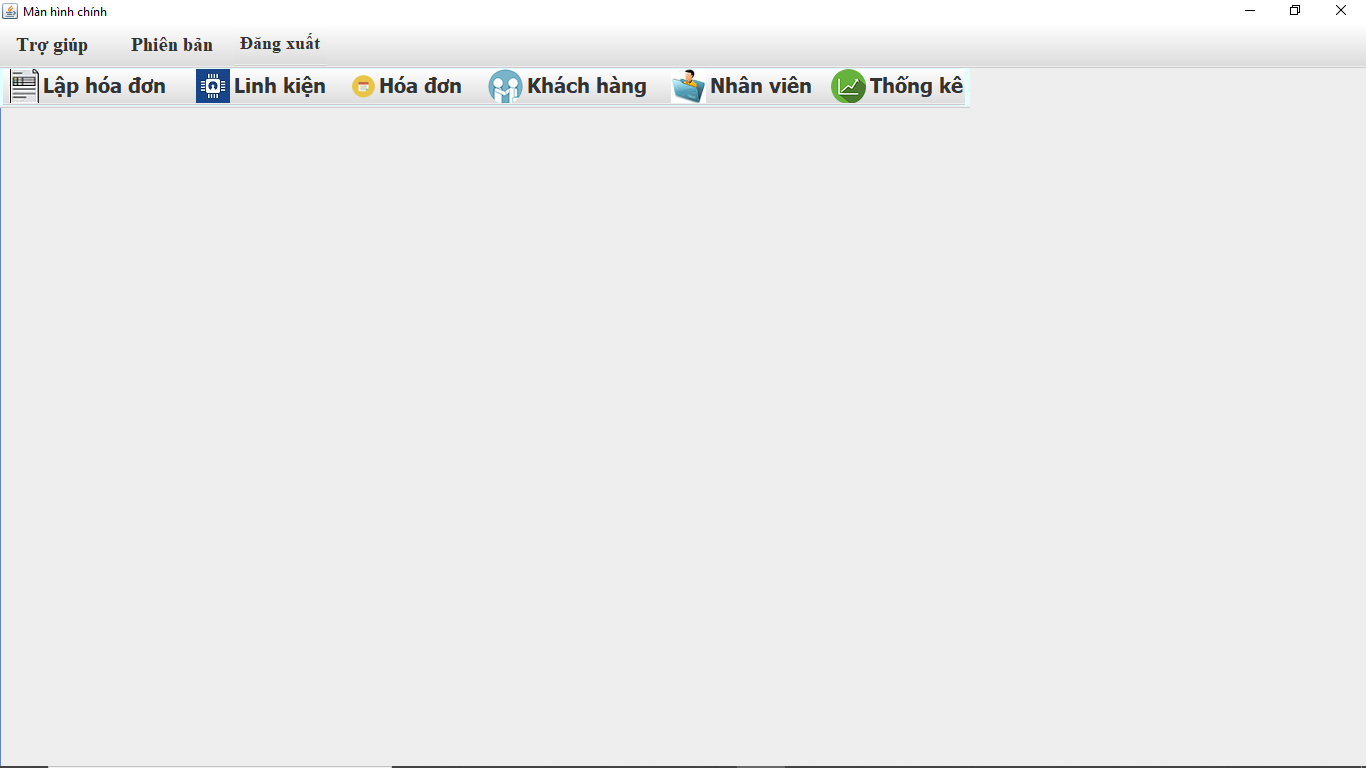 Màn hình chính
Trợ giúp Phiên bản Đăng xuất
Lập hóa đơn Linh kiện Hóa đơn Khách hàng Nhân viên Thống kê